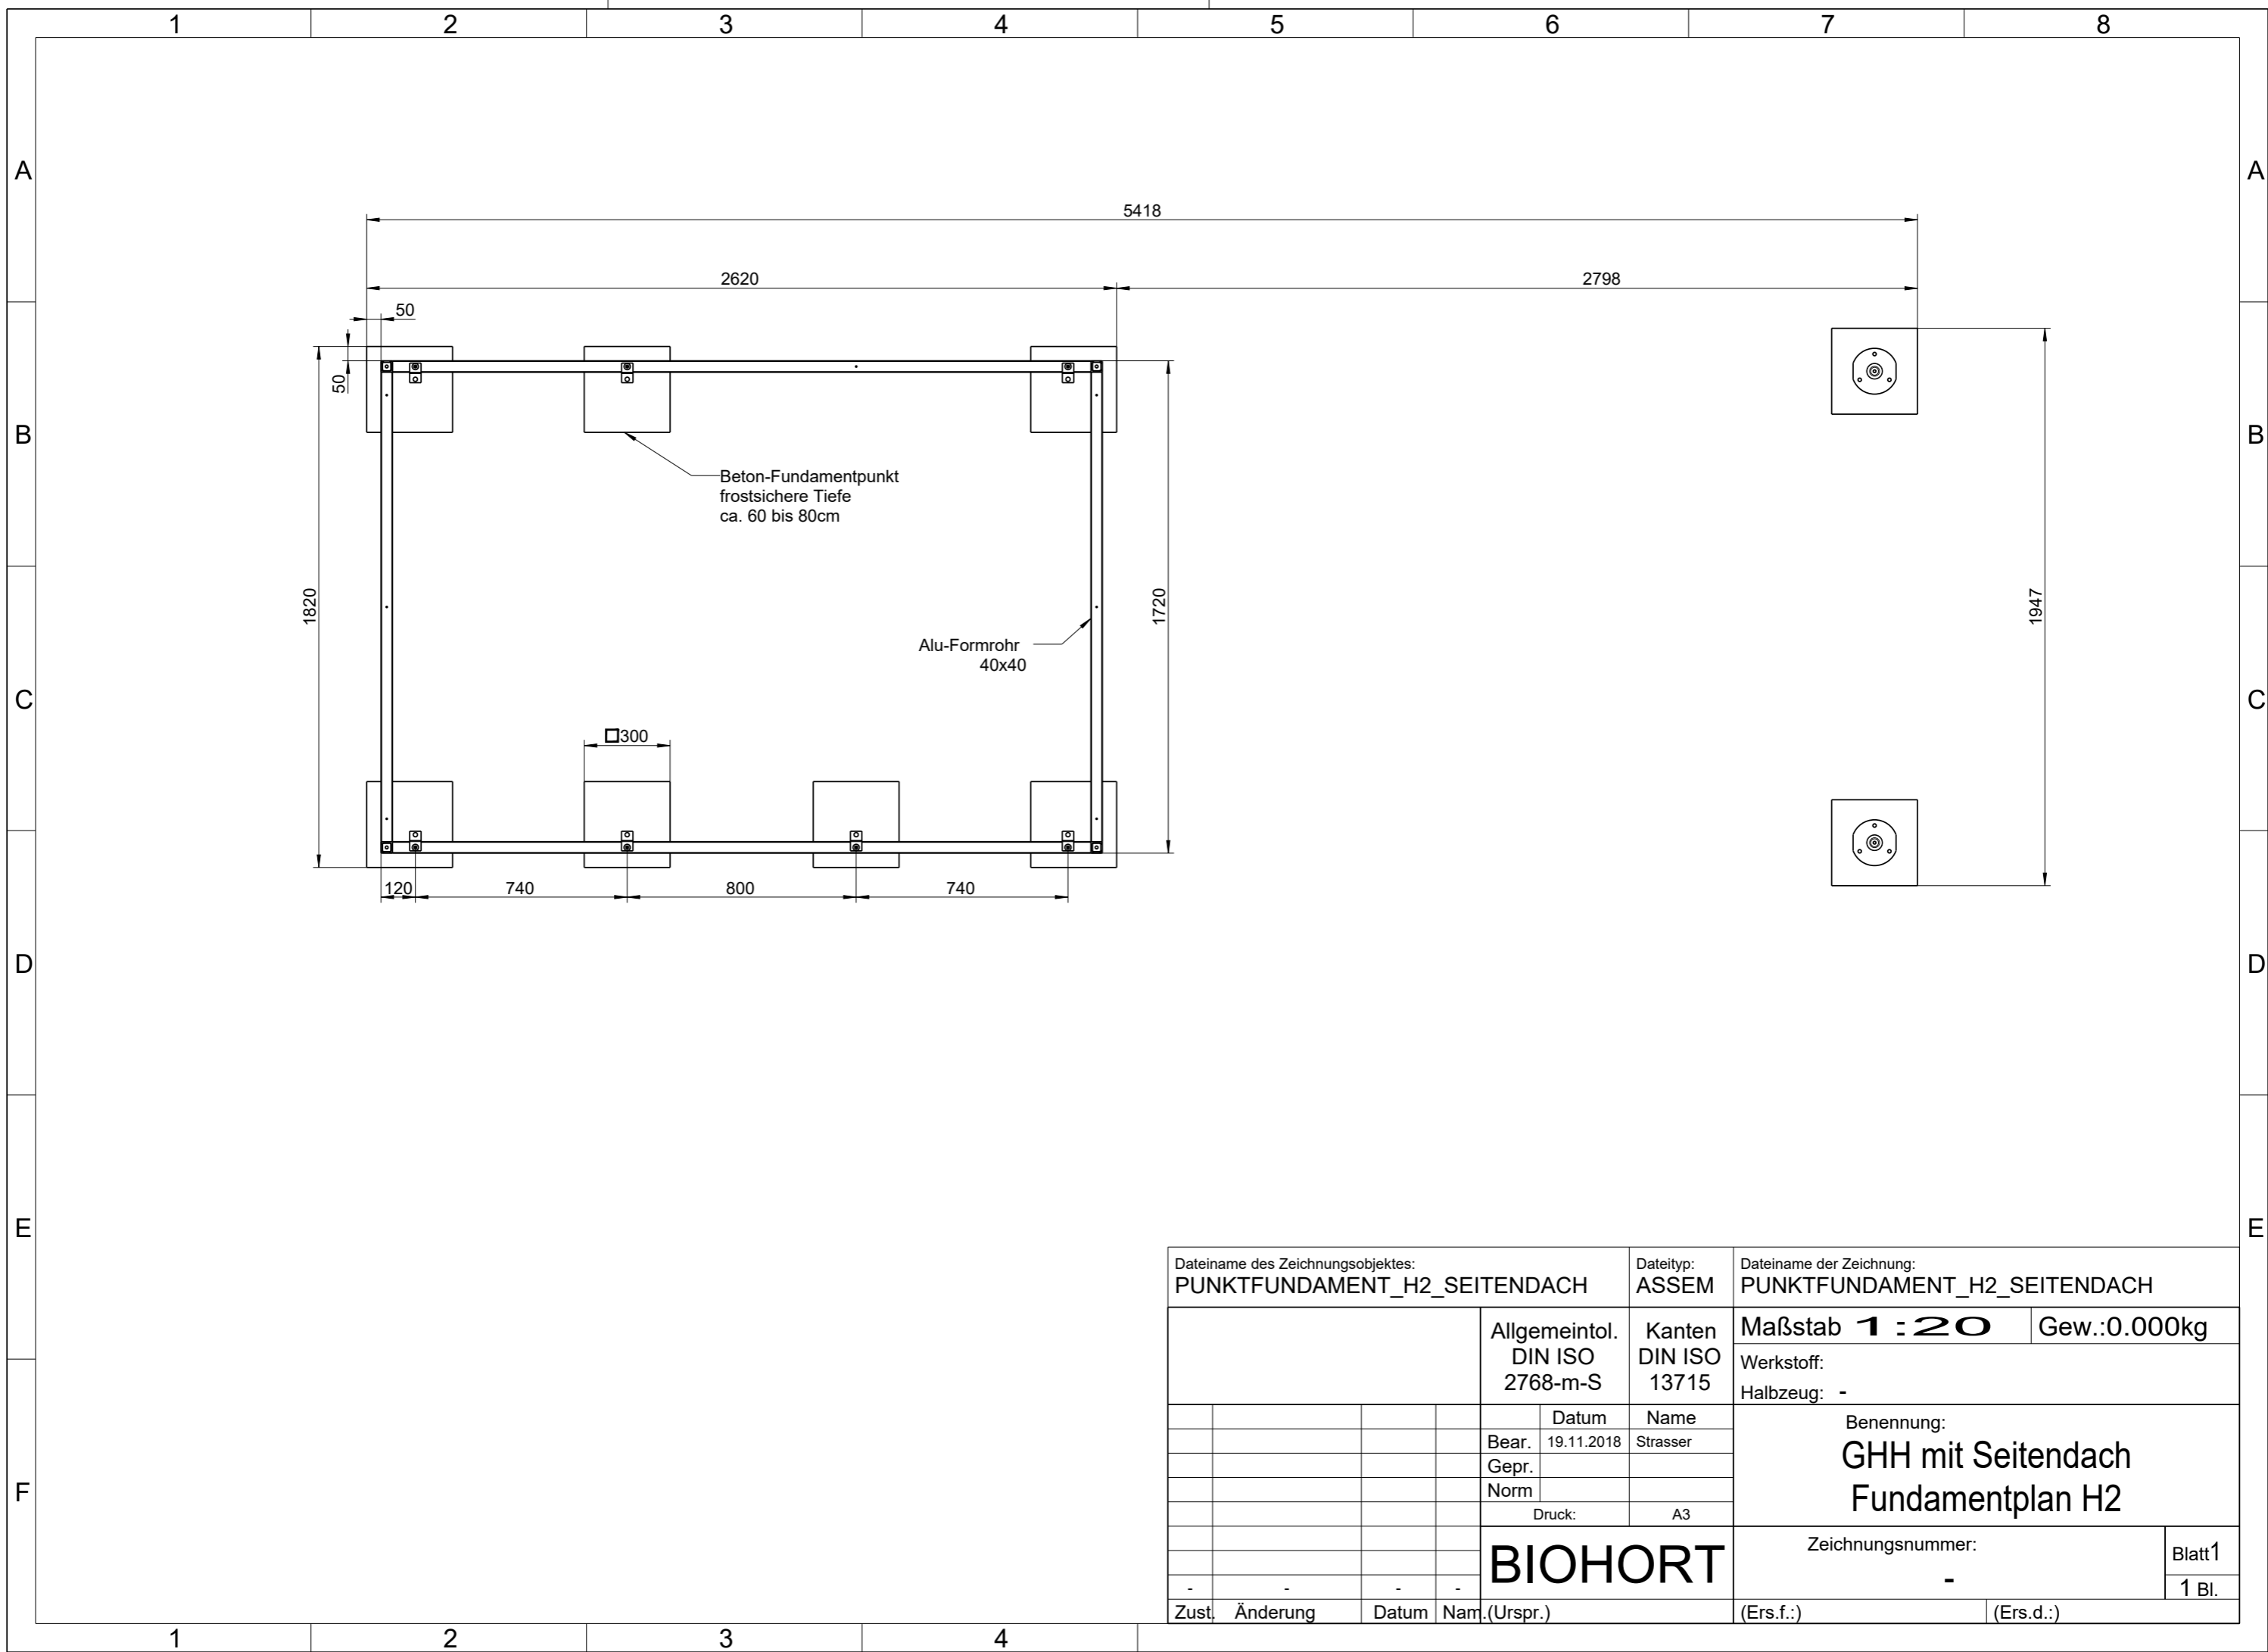 1 2 3 4 5 6 7 8
A A
5418
2620 2798
50
50
B B
Beton-Fundamentpunkt
frostsichere Tiefe
ca. 60 bis 80cm
1820 1720 1947
Alu-Formrohr
40x40
C C
□300
120 740 800 740
D D
E E
Dateiname des Zeichnungsobjektes: Dateityp: Dateiname der Zeichnung:
PUNKTFUNDAMENT_H2_SEITENDACH ASSEM PUNKTFUNDAMENT_H2_SEITENDACH
Allgemeintol. Kanten Maßstab 1:20 Gew.:0.000kg
DIN ISO DIN ISO Werkstoff:
2768-m-S 13715 Halbzeug: -
Datum Name Benennung:
Bear. 19.11.2018 Strasser GHH mit Seitendach
Gepr.
F F
Norm Fundamentplan H2
Druck: A3
BIOHORT Zeichnungsnummer: Blatt1
- - - - - 1 Bl.
Zust. Änderung Datum Nam. (Urspr.) (Ers.f.:) (Ers.d.:)
1 2 3 4